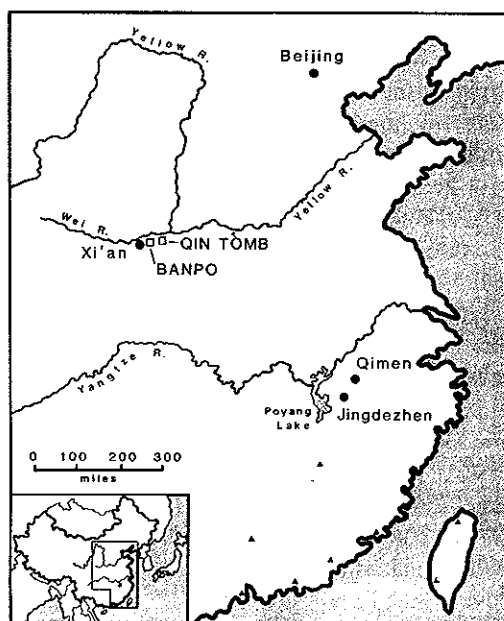 Yellow R.
Beijing
Yellow R.
Wei R.
Xi'an
QIN TOMB
BANPO
Yangtze R.
Qimen
Poyang
Lake
Jingdezhen
0 100 200 300
miles